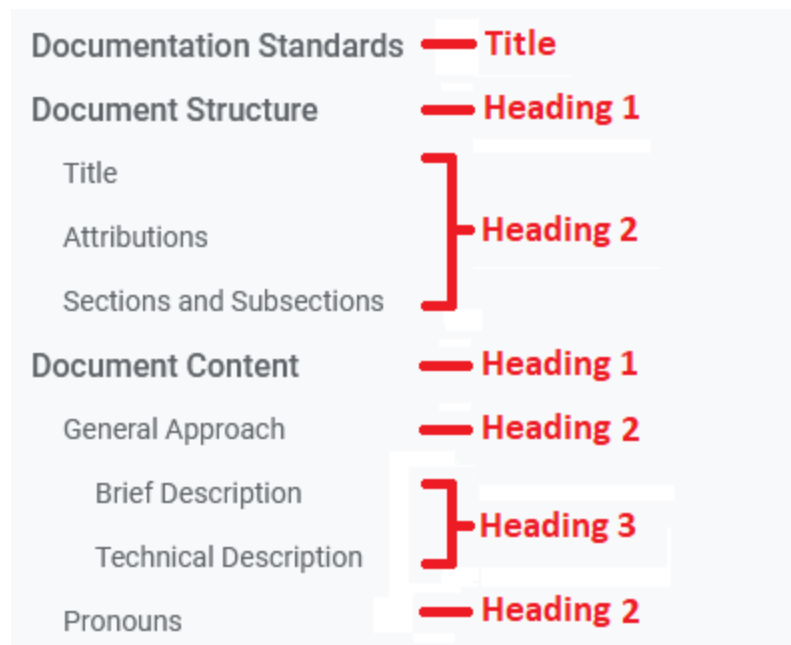 Documentation Standards Title
Document Structure Heading 1
Title
Attributions Heading 2
Sections and Subsections
Document Content Heading 1
General Approach Heading 2
Brief Description
Heading 3
Technical Description
Pronouns Heading 2